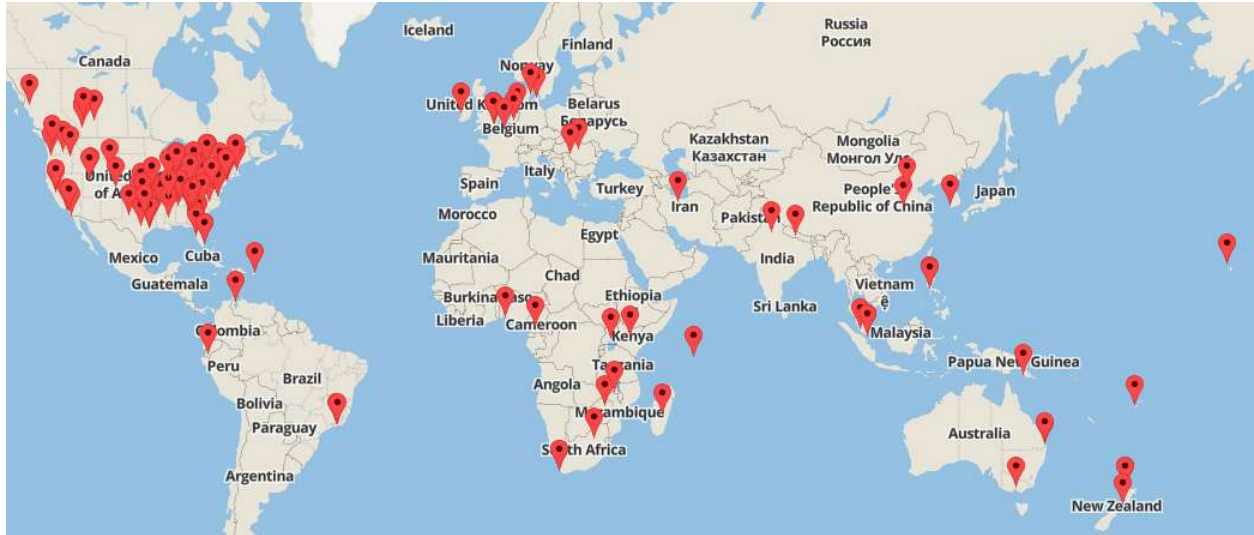 Russia
Россия
Iceland
Finland
Canada
Norway
United Kingdom
Belarus
Беларусь
Belgium
Kazakhstan
Казахстан
Mongolia
Монгол Улс
Italy
Spain
Turkey
People's
Republic of China
Japan
Iran
Morocco
Pakistan
Egypt
Mexico
Cuba
India
Mauritania
Guatemala
Chad
Vietnam
Burkina Faso
Ethiopia
Sri Lanka
Liberia
Cameroon
Kenya
Malaysia
Colombia
Peru
Tanzania
Papua New Guinea
Brazil
Angola
Bolivia
Mozambique
Paraguay
Australia
South Africa
Argentina
New Zealand